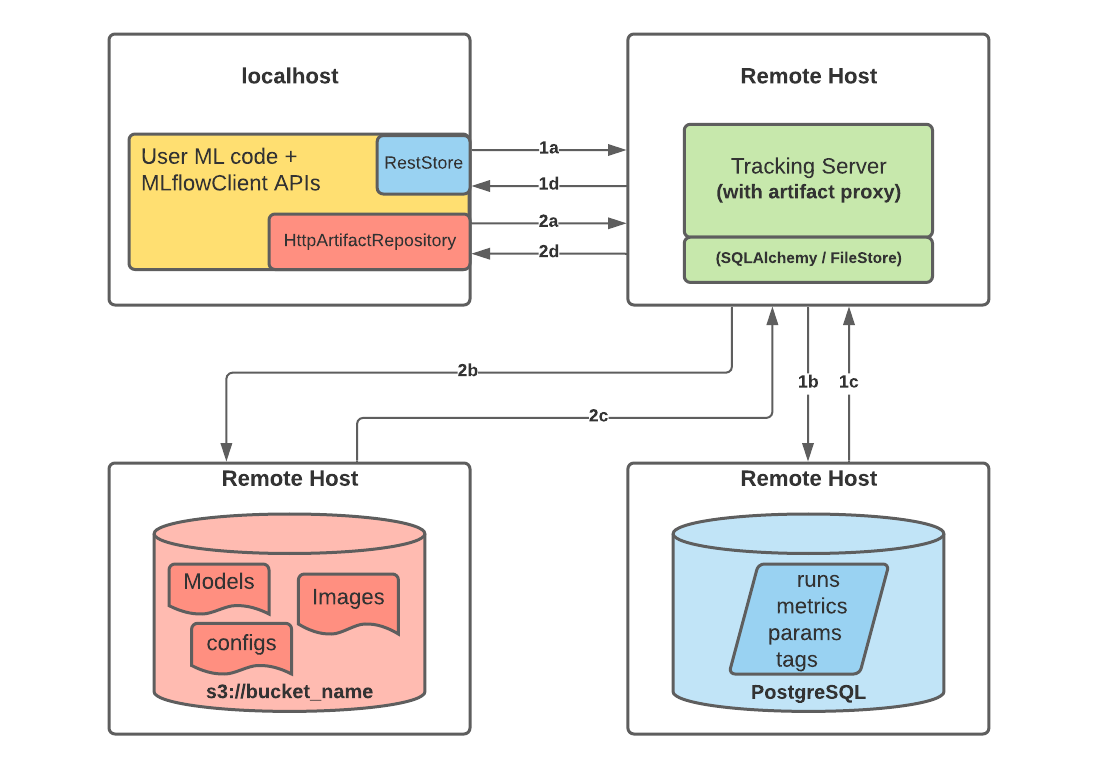 localhost
User ML code +
MLflowClient APIs
RestStore
HttpArtifactRepository
1a
1d
2a
2d
Remote Host
Tracking Server
(with artifact proxy)
(SQLAlchemy / FileStore)
2b
2c
1b
1c
Remote Host
Models
Images
configs
s3://bucket_name
Remote Host
runs
metrics
params
tags
PostgreSQL